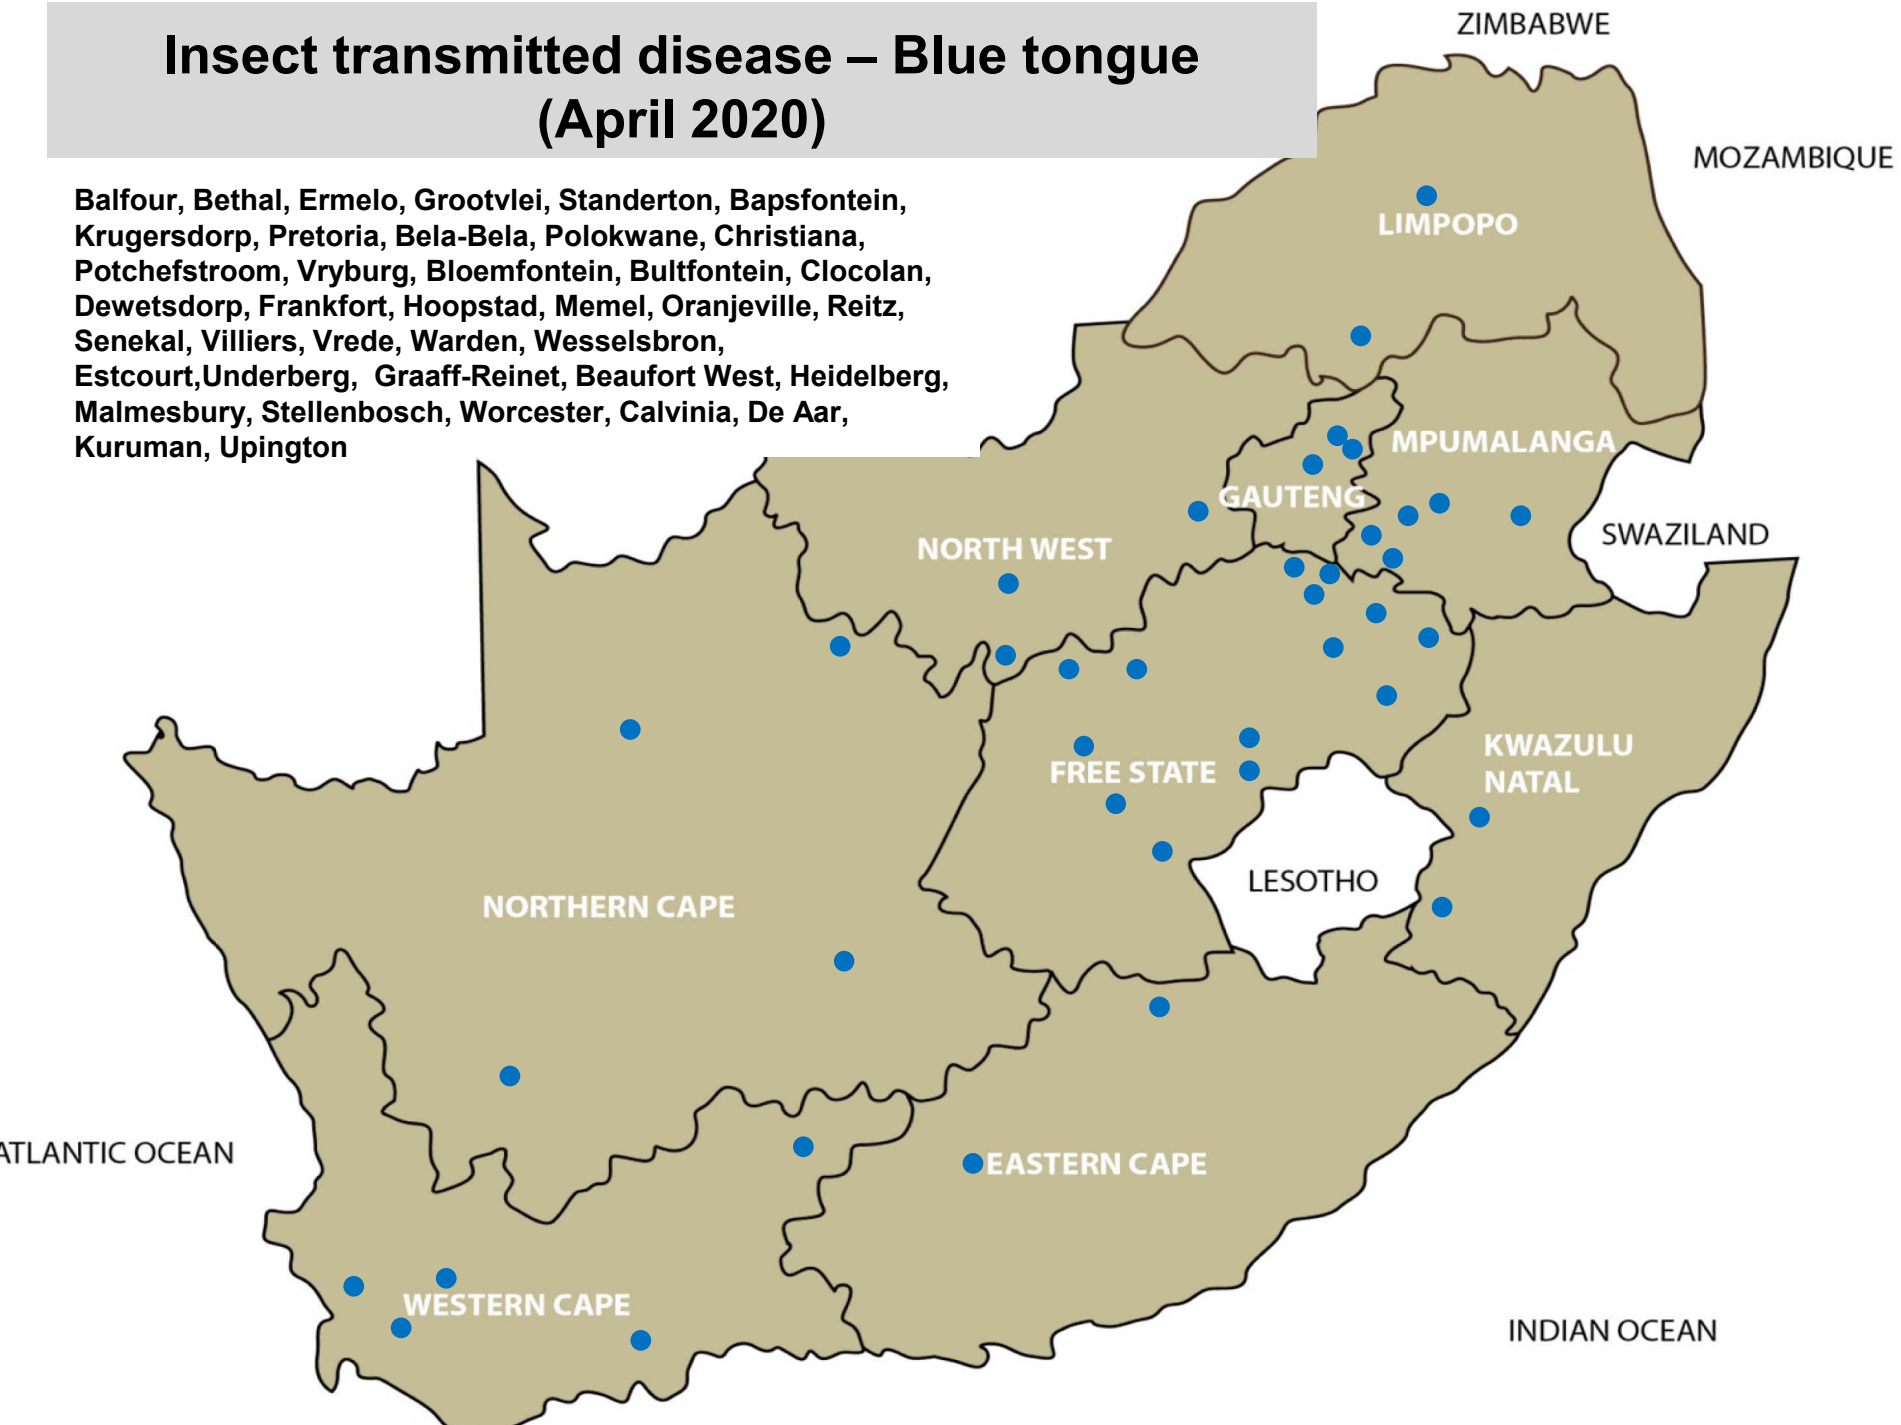 Insect transmitted disease – Blue tongue
(April 2020)
Balfour, Bethal, Ermelo, Grootvlei, Standerton, Bapsfontein,
Krugersdorp, Pretoria, Bela-Bela, Polokwane, Christiana,
Potchefstroom, Vryburg, Bloemfontein, Bultfontein, Clocolan,
Dewetsdorp, Frankfort, Hoopstad, Memel, Oranjeville, Reitz,
Senekal, Villiers, Vrede, Warden, Wesselsbron,
Estcourt,Underberg,  Graaff-Reinet, Beaufort West, Heidelberg,
Malmesbury, Stellenbosch, Worcester, Calvinia, De Aar,
Kuruman, Upington
ZIMBABWE
MOZAMBIQUE
LIMPOPO
MPUMALANGA
GAUTENG
SWAZILAND
NORTH WEST
KWAZULU
NATAL
FREE STATE
LESOTHO
NORTHERN CAPE
ATLANTIC OCEAN
EASTERN CAPE
WESTERN CAPE
INDIAN OCEAN